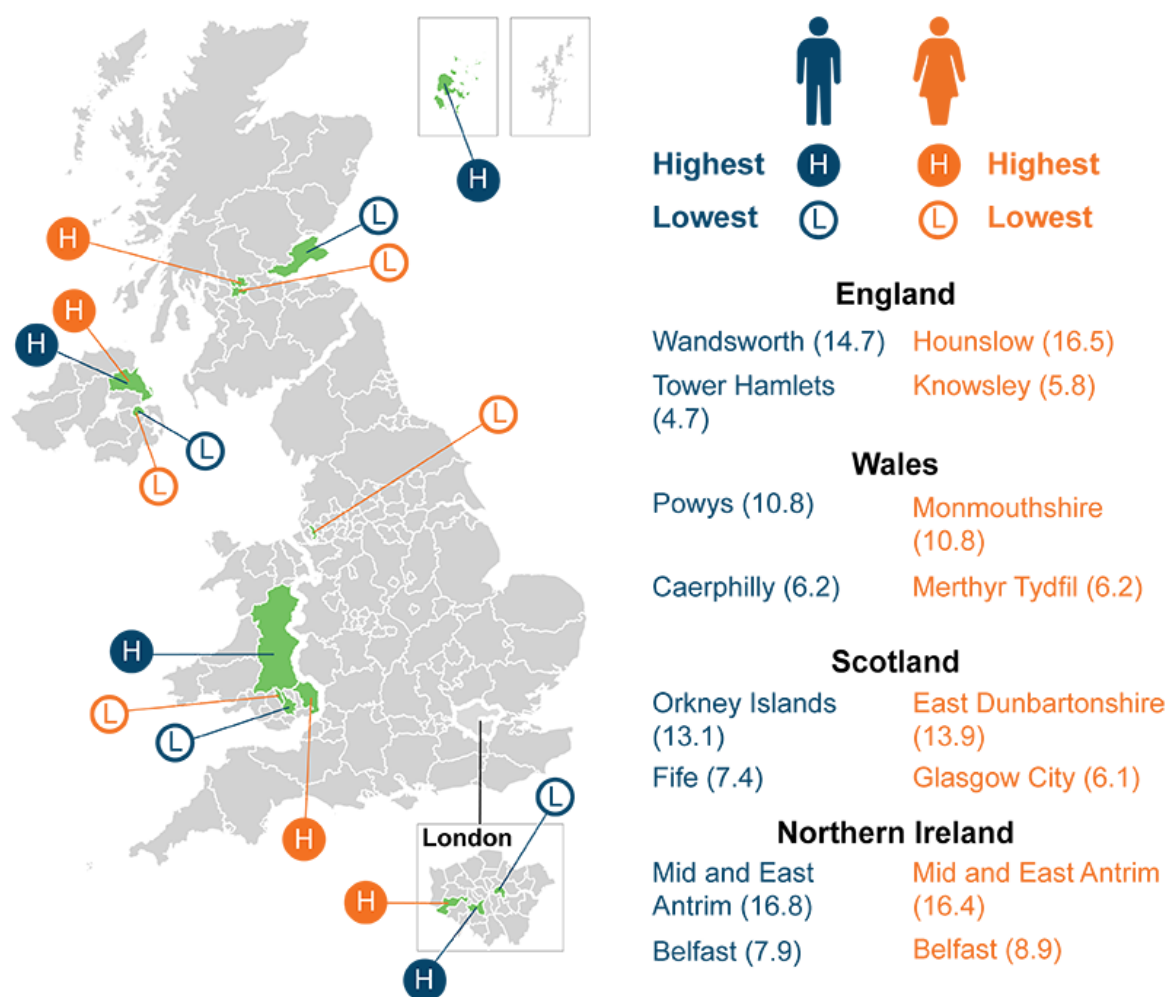 H
Highest H H Highest
Lowest L L Lowest
L
H
L
England
H
Wandsworth (14.7) Hounslow (16.5)
H
Tower Hamlets Knowsley (5.8)
(4.7)
L
L
L
Wales
Powys (10.8) Monmouthshire
(10.8)
Caerphilly (6.2) Merthyr Tydfil (6.2)
H
Scotland
Orkney Islands East Dunbartonshire
(13.1) (13.9)
L
L
Fife (7.4) Glasgow City (6.1)
L
H
London
Northern Ireland
Mid and East Mid and East Antrim
Antrim (16.8) (16.4)
H
Belfast (7.9) Belfast (8.9)
H